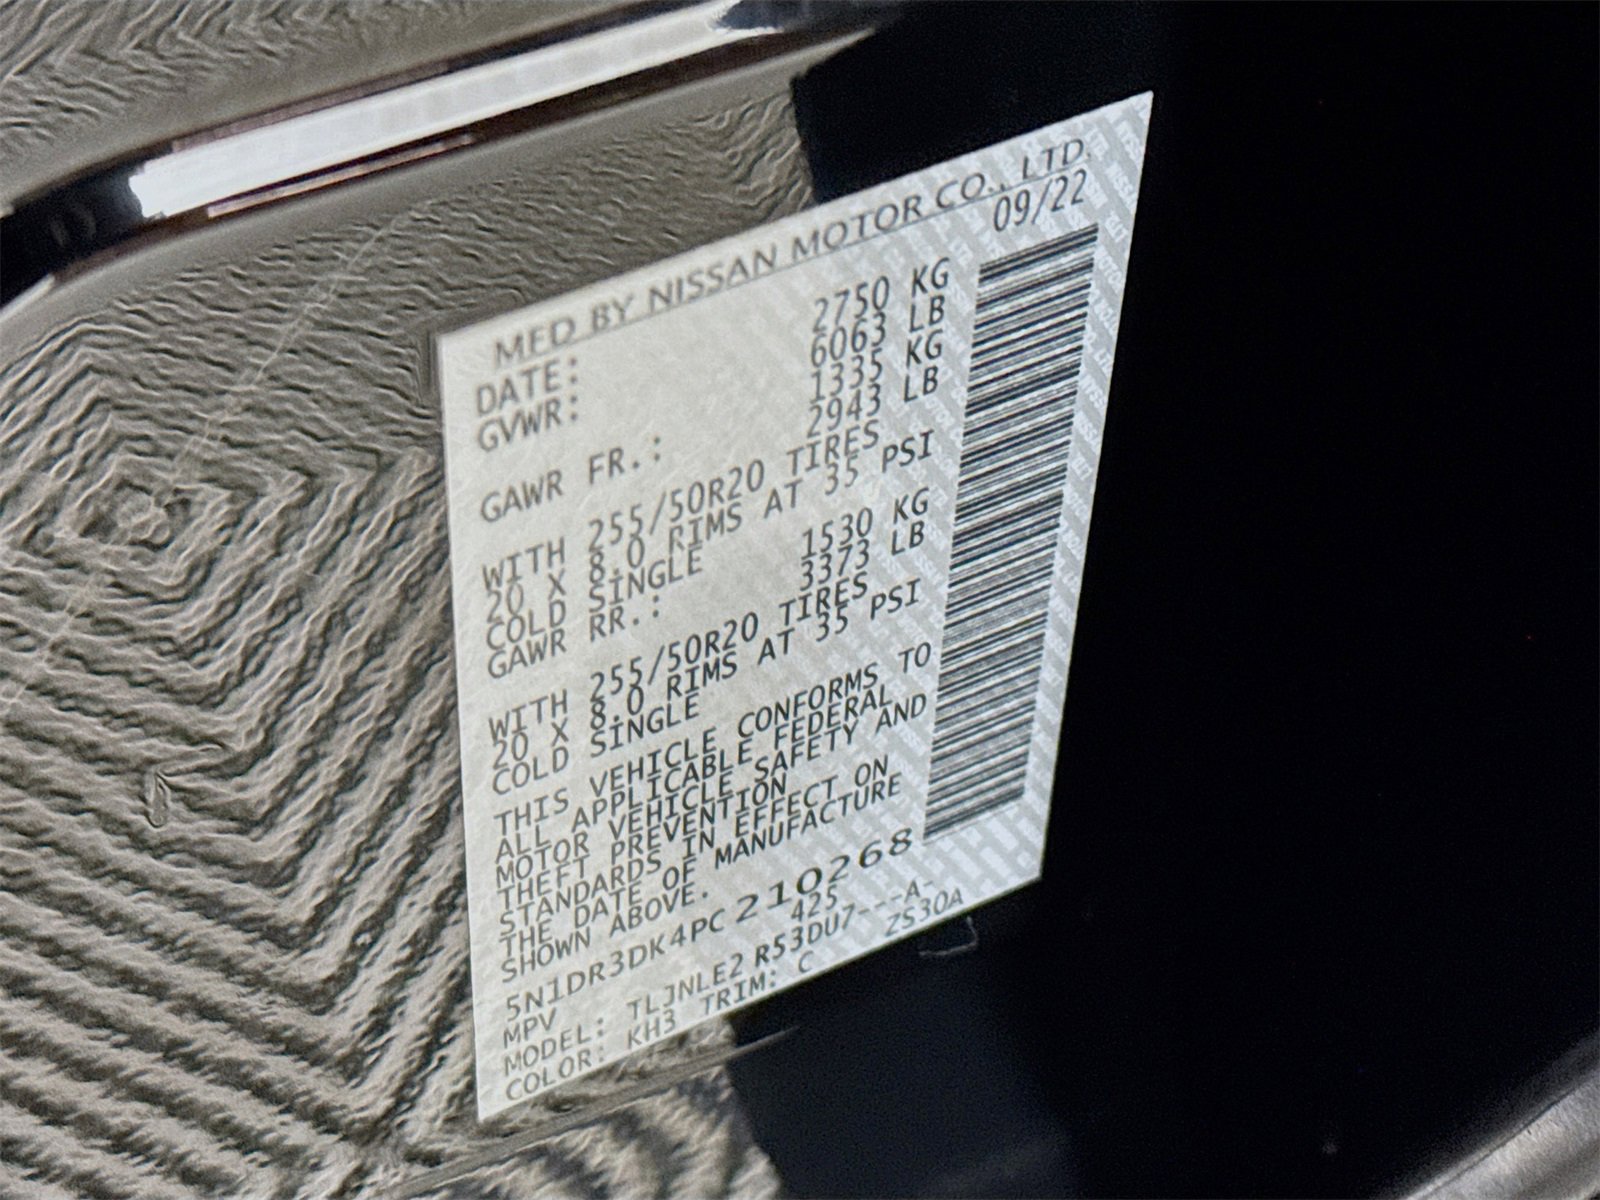 MFD BY NISSAN MOTOR CO., LTD.
DATE: 09/22
GVWR: 2750 KG
6063 LB
GAWR FR.: 1335 KG
2943 LB
WITH 255/50R20 TIRES
20 X 8.0 RIMS AT 35 PSI
COLD SINGLE
GAWR RR.: 1530 KG
3373 LB
WITH 255/50R20 TIRES
20 X 8.0 RIMS AT 35 PSI
COLD SINGLE
THIS VEHICLE CONFORMS TO
ALL APPLICABLE FEDERAL
MOTOR VEHICLE SAFETY AND
THEFT PREVENTION
STANDARDS IN EFFECT ON
THE DATE OF MANUFACTURE
SHOWN ABOVE.
5N1DR3DK4PC210268
MPV 425
MODEL: TLJNLE2 R53DU7---A-
COLOR: KH3 TRIM: C ZS30A